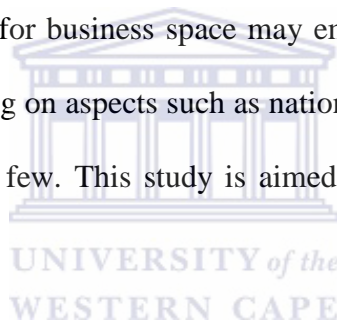 for business space may en
g on aspects such as nation
few. This study is aimed
UNIVERSITY of the
WESTERN CAPE